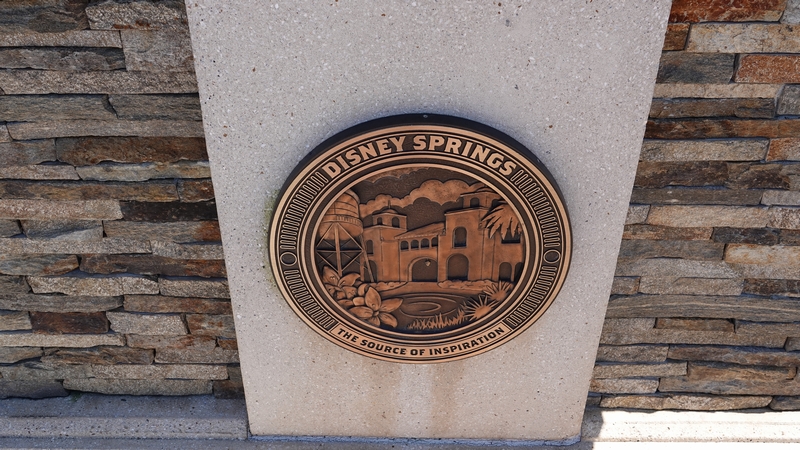 DISNEY SPRINGS
THE SOURCE OF INSPIRATION